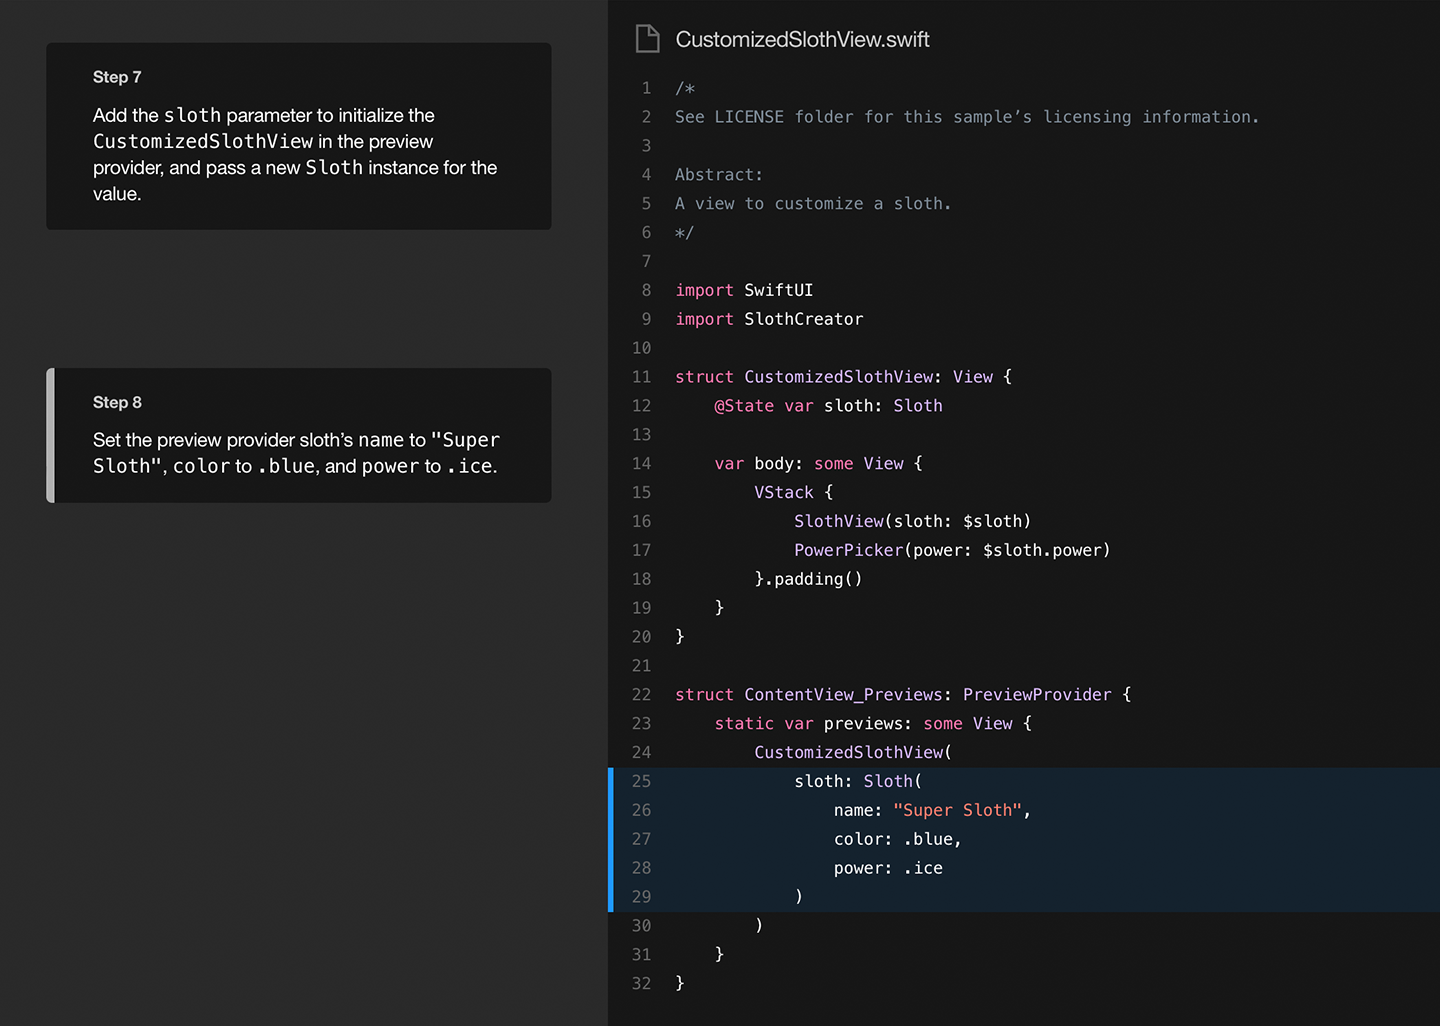 Step 7
Add the sloth parameter to initialize the
CustomizedSlothView in the preview
provider, and pass a new Sloth instance for the
value.
Step 8
Set the preview provider sloth’s name to "Super
Sloth", color to .blue, and power to .ice.
CustomizedSlothView.swift
1 /*
2 See LICENSE folder for this sample’s licensing information.
3
4 Abstract:
5 A view to customize a sloth.
6 */
7
8 import SwiftUI
9 import SlothCreator
10
11 struct CustomizedSlothView: View {
12     @State var sloth: Sloth
13
14     var body: some View {
15         VStack {
16             SlothView(sloth: $sloth)
17             PowerPicker(power: $sloth.power)
18         }.padding()
19     }
20 }
21
22 struct ContentView_Previews: PreviewProvider {
23     static var previews: some View {
24         CustomizedSlothView(
25             sloth: Sloth(
26                 name: "Super Sloth",
27                 color: .blue,
28                 power: .ice
29             )
30         )
31     }
32 }